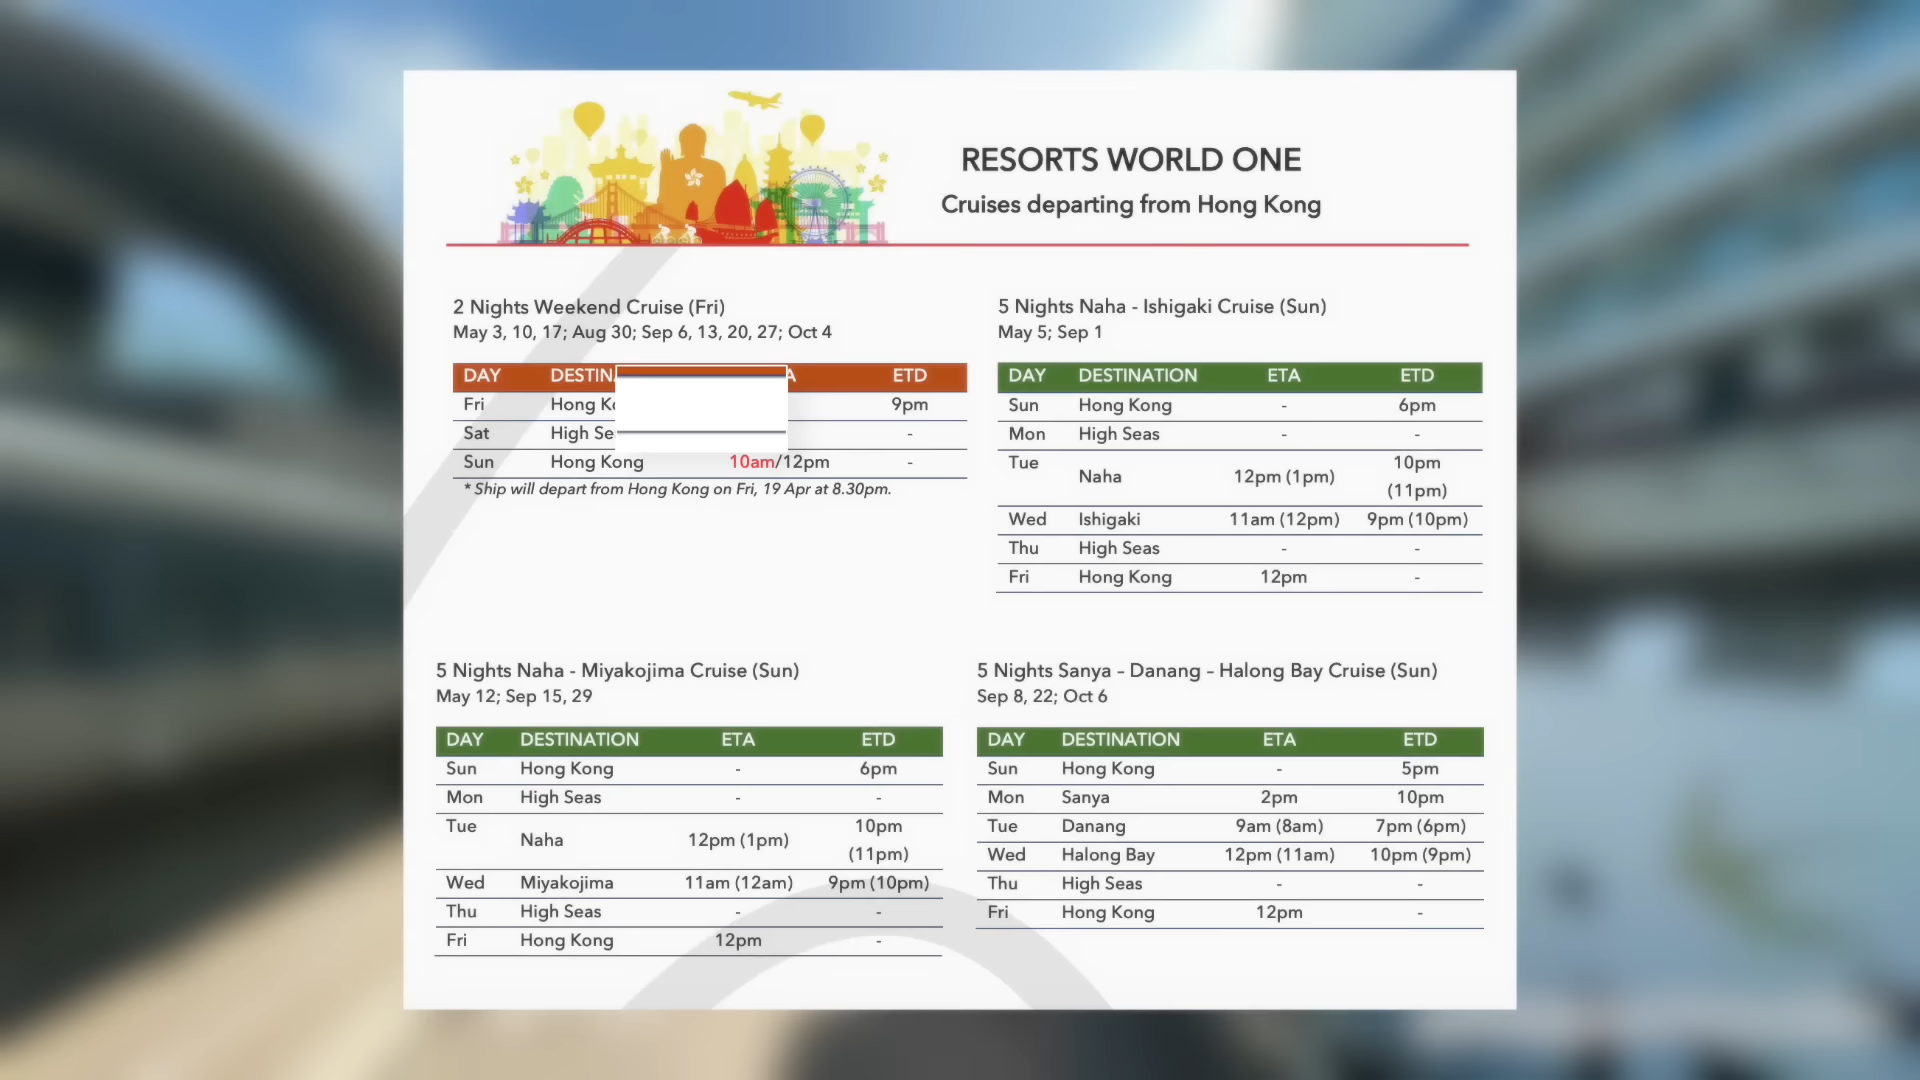 RESORTS WORLD ONE
Cruises departing from Hong Kong
2 Nights Weekend Cruise (Fri)
May 3, 10, 17; Aug 30; Sep 6, 13, 20, 27; Oct 4
DAY ETD
Fri Hong 9pm
Sat High -
Sun Hong Kong 10am/12pm -
* Ship will depart from Hong Kong on Fri, 19 Apr at 8.30pm.
5 Nights Naha - Ishigaki Cruise (Sun)
May 5; Sep 1
DAY DESTINATION ETA ETD
Sun Hong Kong - 6pm
Mon High Seas - -
Tue Naha 12pm (1pm) 10pm
(11pm)
Wed Ishigaki 11am (12pm) 9pm (10pm)
Thu High Seas - -
Fri Hong Kong 12pm -
5 Nights Naha - Miyakojima Cruise (Sun)
May 12; Sep 15, 29
DAY DESTINATION ETA ETD
Sun Hong Kong - 6pm
Mon High Seas - -
Tue Naha 12pm (1pm) 10pm
(11pm)
Wed Miyakojima 11am (12am) 9pm (10pm)
Thu High Seas - -
Fri Hong Kong 12pm -
5 Nights Sanya – Danang – Halong Bay Cruise (Sun)
Sep 8, 22; Oct 6
DAY DESTINATION ETA ETD
Sun Hong Kong - 5pm
Mon Sanya 2pm 10pm
Tue Danang 9am (8am) 7pm (6pm)
Wed Halong Bay 12pm (11am) 10pm (9pm)
Thu High Seas - -
Fri Hong Kong 12pm -